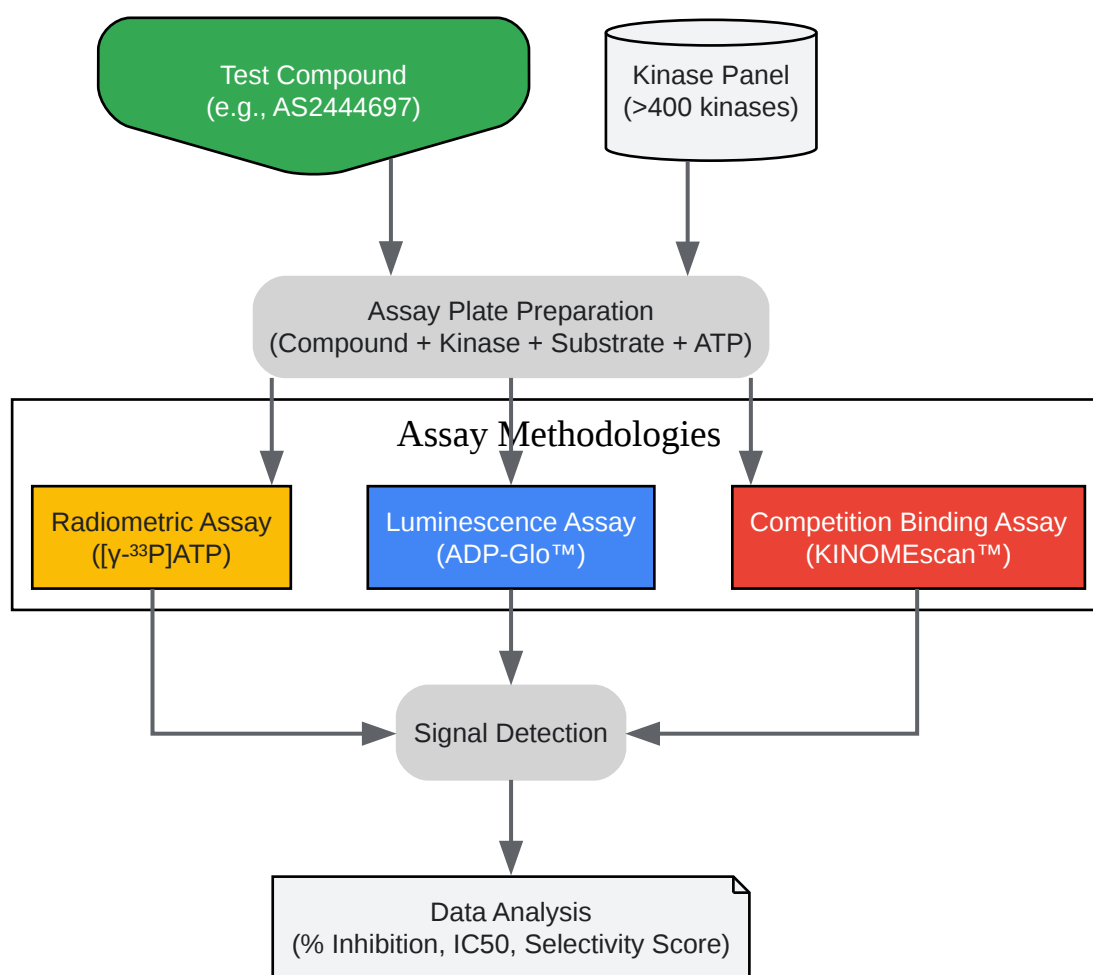 Test Compound
(e.g., AS2444697)
Kinase Panel
(>400 kinases)
Assay Plate Preparation
(Compound + Kinase + Substrate + ATP)
Assay Methodologies
Radiometric Assay
([γ-³³P]ATP)
Luminescence Assay
(ADP-Glo™)
Competition Binding Assay
(KINOMEscan™)
Signal Detection
Data Analysis
(% Inhibition, IC50, Selectivity Score)